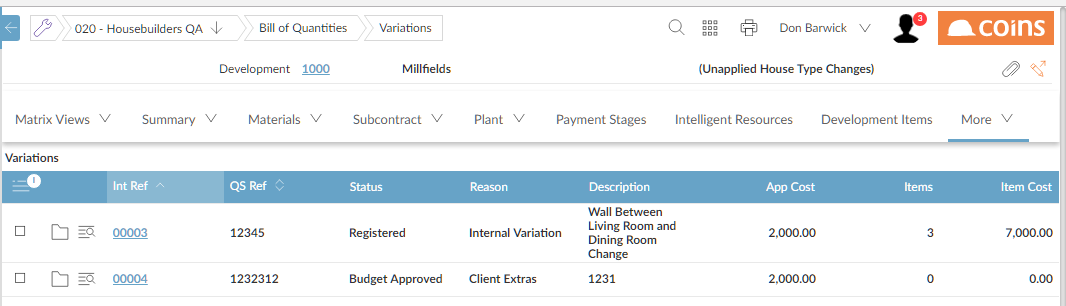 020 - Housebuilders QA
Bill of Quantities
Variations
Don Barwick
3
coins
Development 1000 Millfields (Unapplied House Type Changes)
Matrix Views Summary Materials Subcontract Plant Payment Stages Intelligent Resources Development Items More
Variations
Int Ref QS Ref Status Reason Description App Cost Items Item Cost
00003 12345 Registered Internal Variation Wall Between
Living Room and
Dining Room
Change
2,000.00 3 7,000.00
00004 1232312 Budget Approved Client Extras 1231 2,000.00 0 0.00